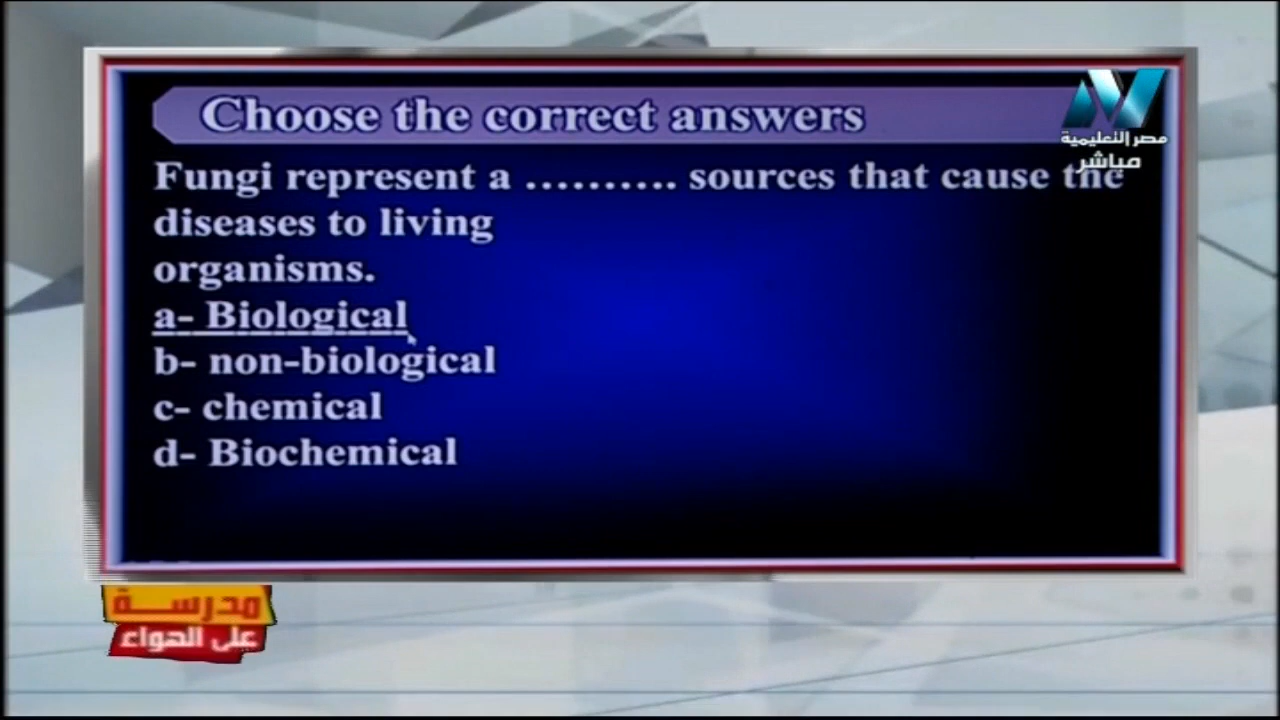 Choose the correct answers
مصر التعليمية
مباشر
Fungi represent a .......... sources that cause the
diseases to living
organisms.
a- Biological
b- non-biological
c- chemical
d- Biochemical
مدرسة
على الهواء